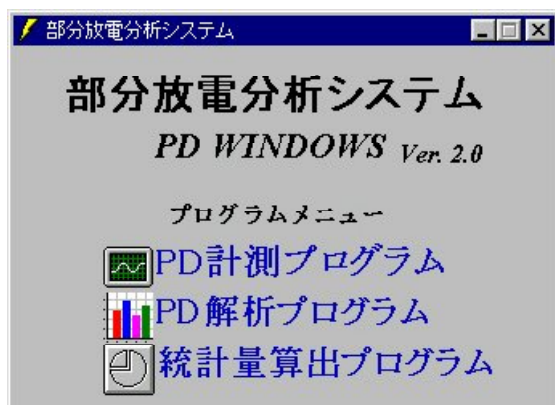 部分放電分析システム
部分放電分析システム
PD WINDOWS Ver. 2.0
プログラムメニュー
PD計測プログラム
PD解析プログラム
統計量算出プログラム